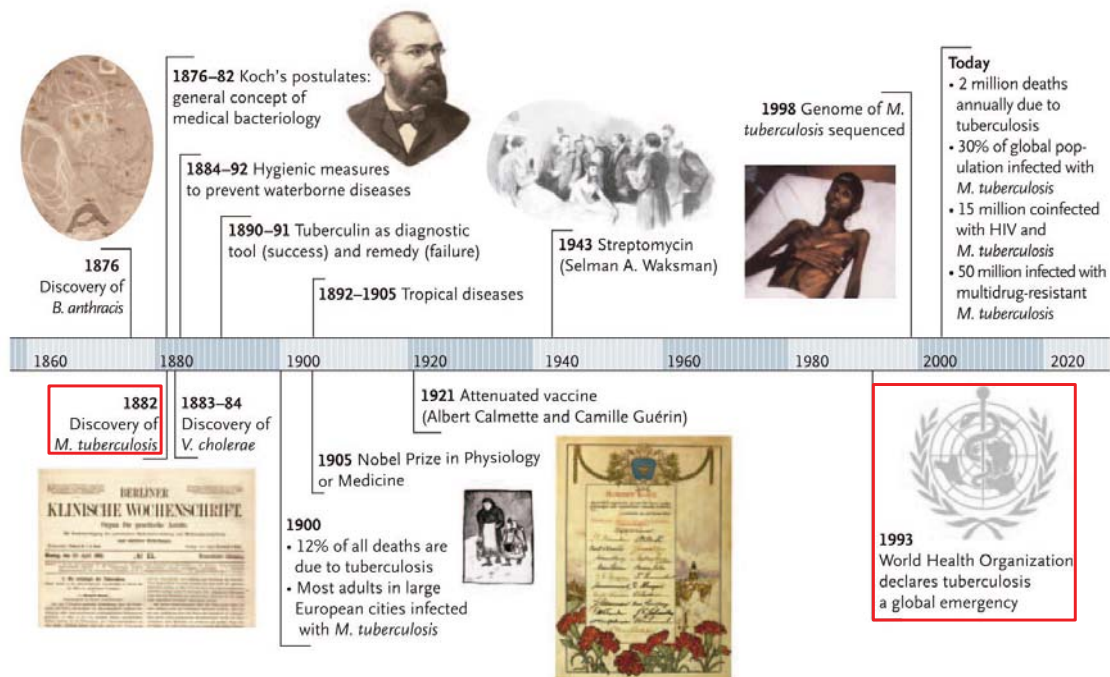 1876–82 Koch's postulates:
general concept of
medical bacteriology
1884–92 Hygienic measures
to prevent waterborne diseases
1890–91 Tuberculin as diagnostic
tool (success) and remedy (failure)
1892–1905 Tropical diseases
1876
Discovery of
B. anthracis
1943 Streptomycin
(Selman A. Waksman)
1998 Genome of M.
tuberculosis sequenced
Today
• 2 million deaths
annually due to
tuberculosis
• 30% of global pop-
ulation infected with
M. tuberculosis
• 15 million coinfected
with HIV and
M. tuberculosis
• 50 million infected with
multidrug-resistant
M. tuberculosis
1860 1880 1900 1920 1940 1960 1980 2000 2020
1882
Discovery of
M. tuberculosis
1883–84
Discovery of
V. cholerae
BERLINER
KLINISCHE WOCHENSCHRIFT.
1900
• 12% of all deaths are
due to tuberculosis
• Most adults in large
European cities infected
with M. tuberculosis
1905 Nobel Prize in Physiology
or Medicine
1921 Attenuated vaccine
(Albert Calmette and Camille Guérin)
1993
World Health Organization
declares tuberculosis
a global emergency